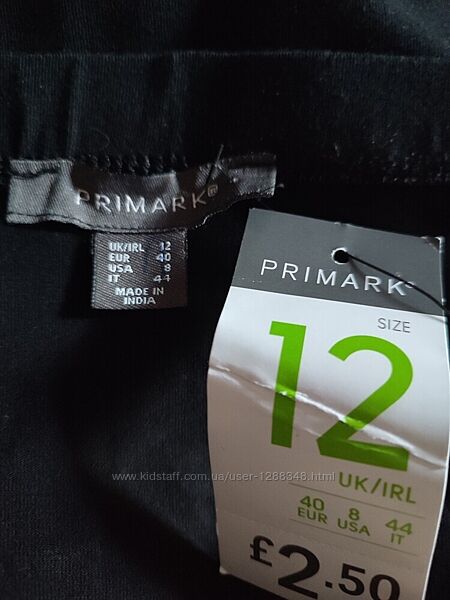 PRIMARK®
UK/IRL 12
EUR 40
USA 8
IT 44
MADE IN
INDIA
PRIMARK®
SIZE
12
UK/IRL
40 8 44
EUR USA IT
£2.50
www.kidstaff.com.ua/user-1288348.html